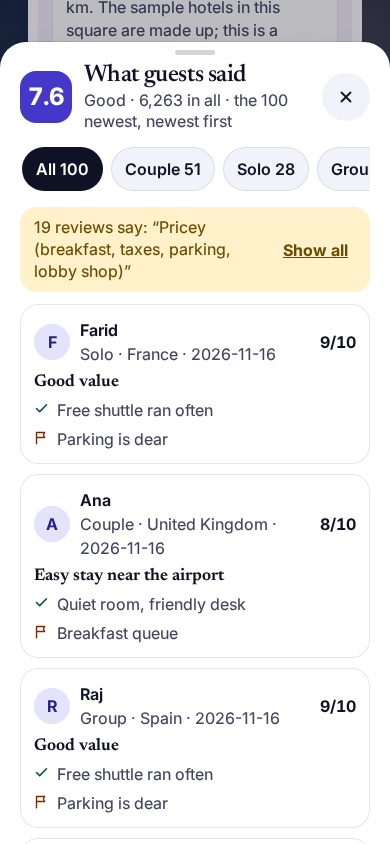 km. The sample hotels in this
square are made up; this is a
7.6
What guests said
Good · 6,263 in all · the 100
newest, newest first
All 100
Couple 51
Solo 28
Grou
19 reviews say: “Pricey
(breakfast, taxes, parking,
lobby shop)”
Show all
F
Farid
Solo · France · 2026-11-16
9/10
Good value
Free shuttle ran often
Parking is dear
A
Ana
Couple · United Kingdom ·
2026-11-16
8/10
Easy stay near the airport
Quiet room, friendly desk
Breakfast queue
R
Raj
Group · Spain · 2026-11-16
9/10
Good value
Free shuttle ran often
Parking is dear